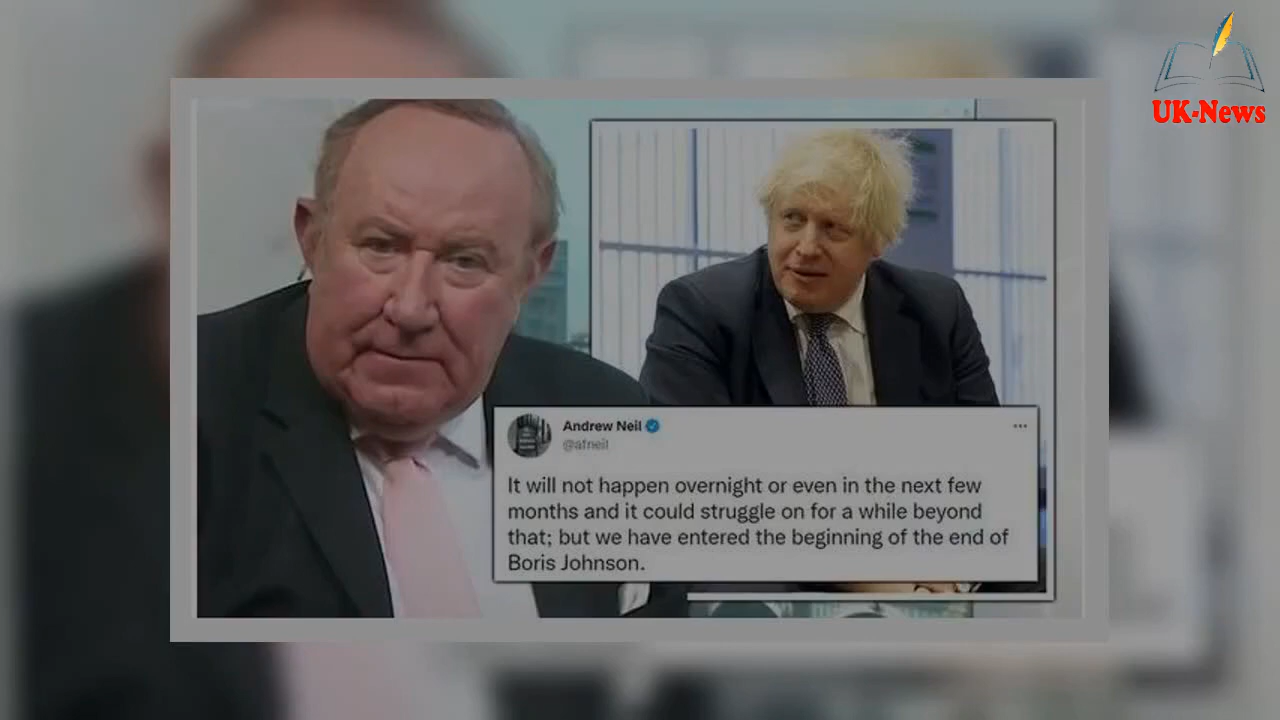 UK-News
Andrew Neil
@afneil
It will not happen overnight or even in the next few
months and it could struggle on for a while beyond
that; but we have entered the beginning of the end of
Boris Johnson.